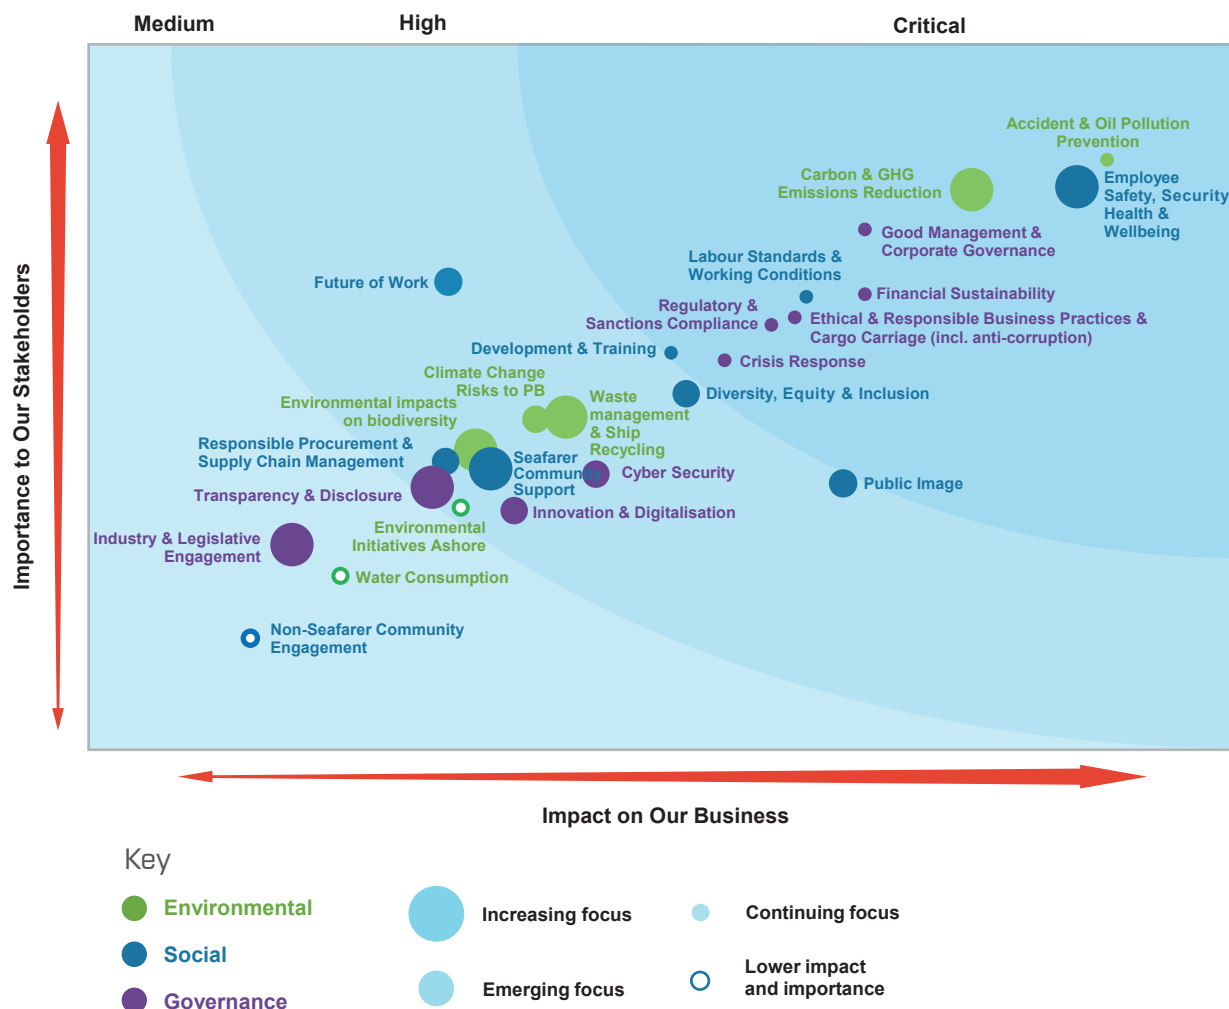 Medium
High
Critical
Importance to Our Stakeholders
Accident & Oil Pollution
Prevention
Carbon & GHG
Emissions Reduction
Employee
Safety, Security
Health &
Wellbeing
Good Management &
Corporate Governance
Labour Standards &
Working Conditions
Future of Work
Financial Sustainability
Regulatory &
Sanctions Compliance
Ethical & Responsible Business Practices &
Cargo Carriage (incl. anti-corruption)
Development & Training
Crisis Response
Climate Change
Risks to PB
Diversity, Equity & Inclusion
Waste
management
& Ship
Recycling
Environmental impacts
on biodiversity
Responsible Procurement &
Supply Chain Management
Seafarer
Community
Support
Cyber Security
Public Image
Transparency & Disclosure
Innovation & Digitalisation
Environmental
Initiatives Ashore
Industry & Legislative
Engagement
Water Consumption
Non-Seafarer Community
Engagement
Impact on Our Business
Key
Environmental
Social
Governance
Increasing focus
Emerging focus
Continuing focus
Lower impact
and importance